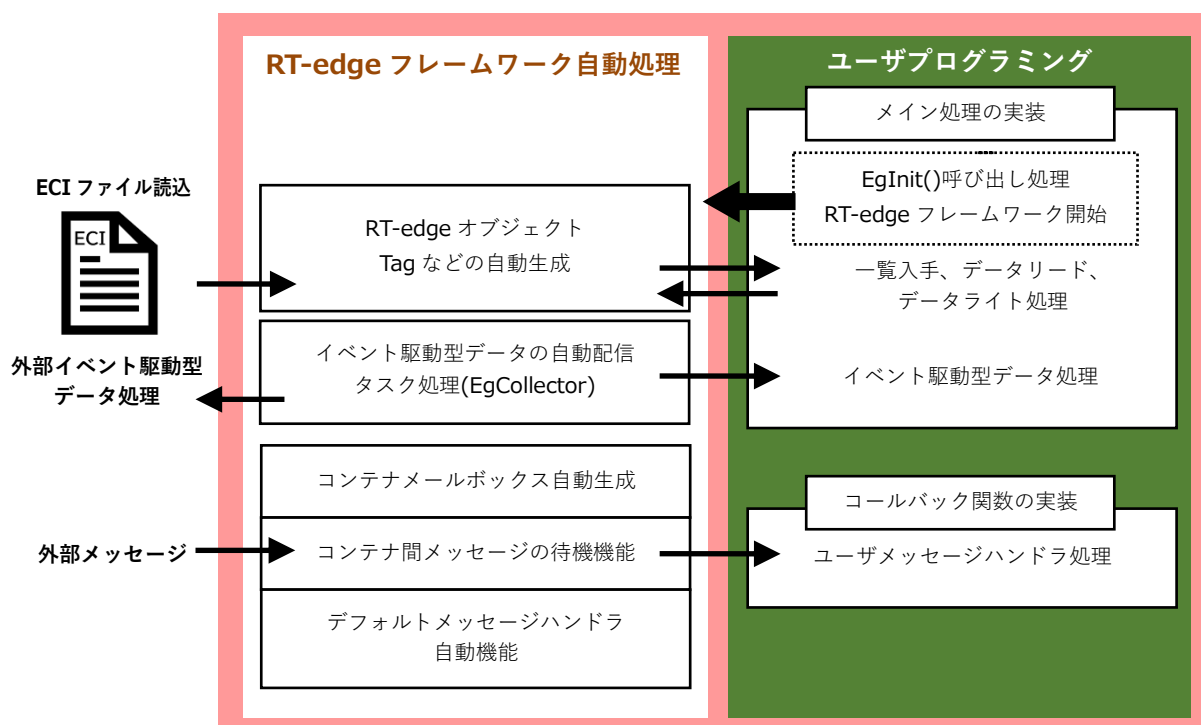 RT-edge フレームワーク自動処理
ユーザプログラミング
メイン処理の実装
EgInit()呼び出し処理
RT-edge フレームワーク開始
ECI ファイル読込
ECI
RT-edge オブジェクト
Tag などの自動生成
一覧入手、データリード、
データライト処理
外部イベント駆動型
データ処理
イベント駆動型データの自動配信
タスク処理(EgCollector)
イベント駆動型データ処理
コンテナメールボックス自動生成
コールバック関数の実装
外部メッセージ
コンテナ間メッセージの待機機能
ユーザメッセージハンドラ処理
デフォルトメッセージハンドラ
自動機能